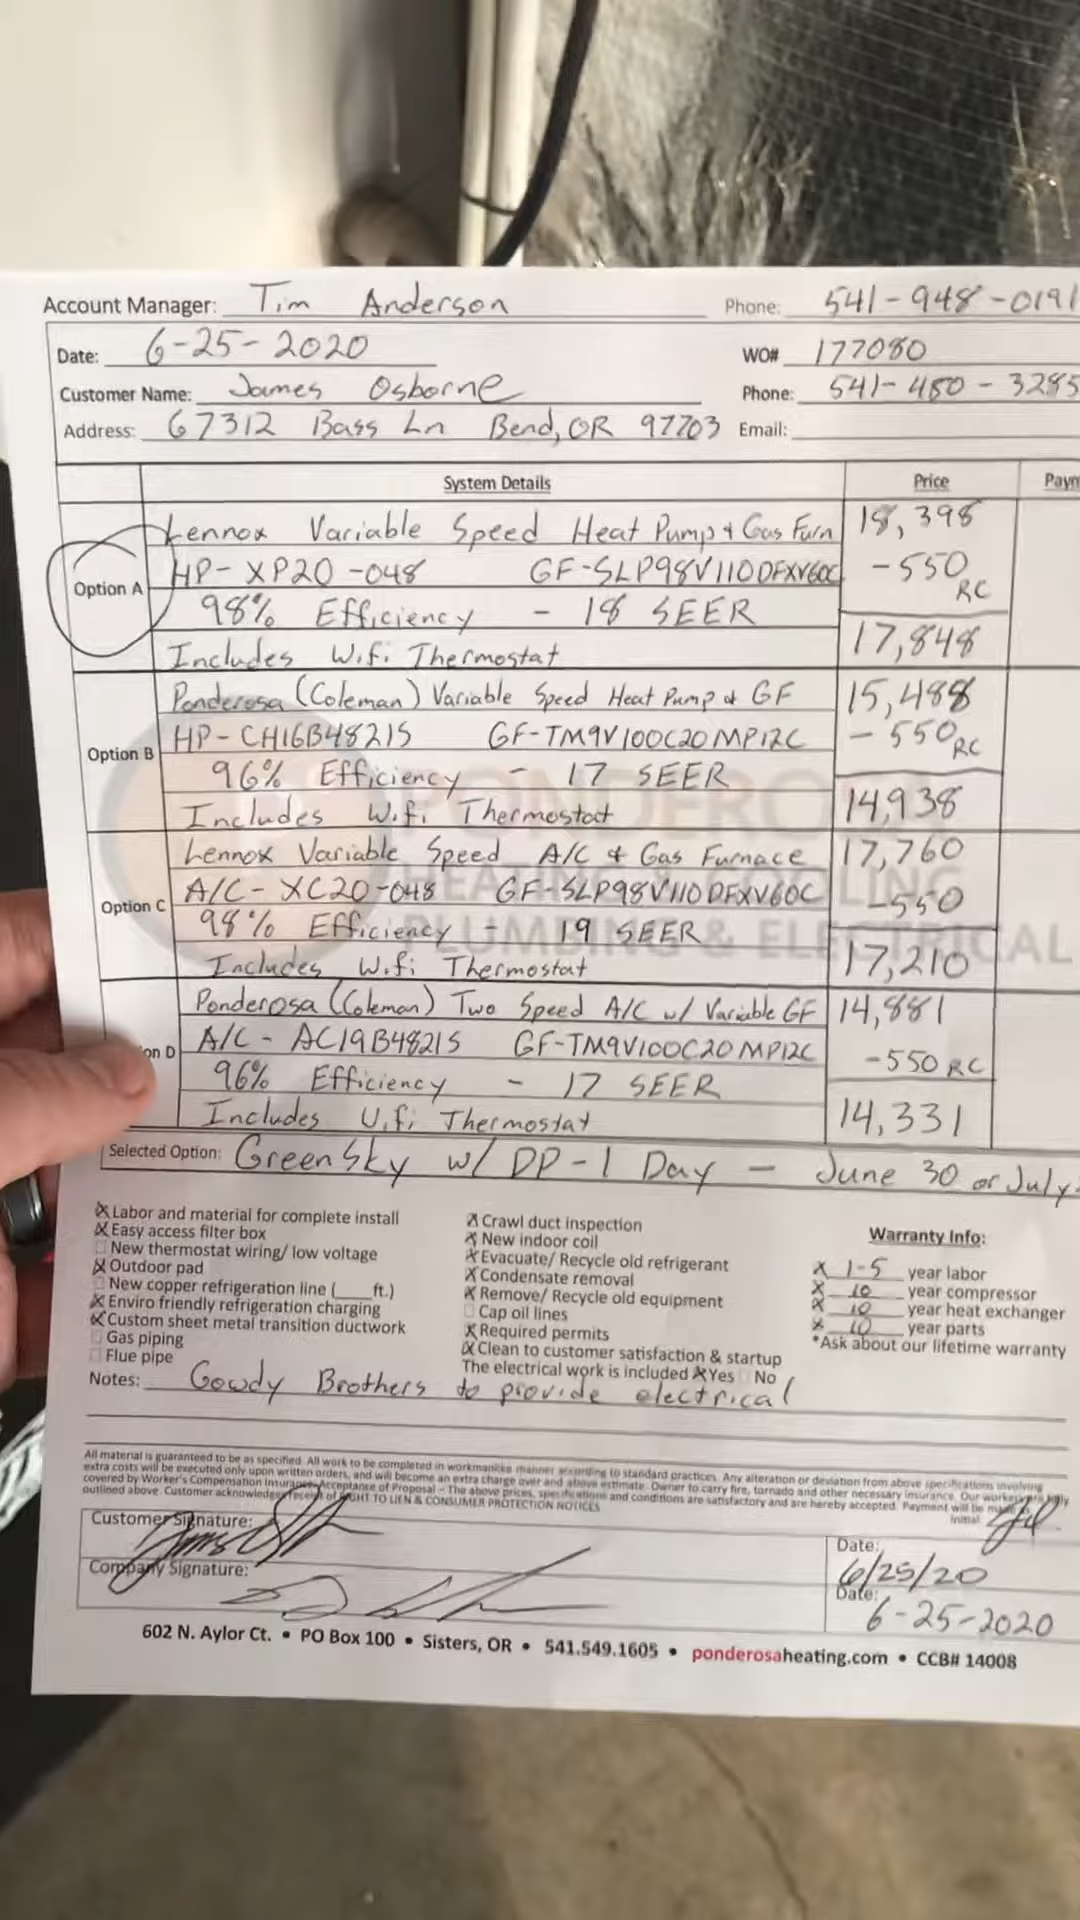 Account Manager: Tim Anderson Phone: 541-948-0191
Date: 6-25-2020 WO# 177080
Customer Name: James Osborne Phone: 541-480-3285
Address: 67312 Bass Ln Bend, OR 97703 Email:
System Details Price Paym
Lennox Variable Speed Heat Pump & Gas Furn 18,398
Option A HP-XP20-048 GF-SLP98V110DFXV60C -550 RC
98% Efficiency - 18 SEER
Includes Wifi Thermostat 17,848
Ponderosa (Coleman) Variable Speed Heat Pump & GF 15,488
Option B HP-CH16B4821S GF-TM9V100C20MP12C -550 RC
96% Efficiency - 17 SEER
Includes Wifi Thermostat 14,938
Lennox Variable Speed A/C & Gas Furnace 17,760
Option C A/C-XC20-048 GF-SLP98V110DFXV60C -550
98% Efficiency - 19 SEER
Includes Wifi Thermostat 17,210
Ponderosa (Coleman) Two Speed A/C w/ Variable GF 14,881
on D A/C-AC19B4821S GF-TM9V100C20MP12C -550 RC
96% Efficiency - 17 SEER
Includes Wifi Thermostat 14,331
PONDERO
HEATING & COOLING
PLUMBING & ELECTRICAL
Selected Option: GreenSky w/ DP-1 Day - June 30 or July
Labor and material for complete install
Easy access filter box
New thermostat wiring/ low voltage
Outdoor pad
New copper refrigeration line (____ft.)
Enviro friendly refrigeration charging
Custom sheet metal transition ductwork
Gas piping
Flue pipe
Crawl duct inspection
New indoor coil
Evacuate/ Recycle old refrigerant
Condensate removal
Remove/ Recycle old equipment
Cap oil lines
Required permits
Clean to customer satisfaction & startup
The electrical work is included Yes No
Warranty Info:
1-5 year labor
10 year compressor
10 year heat exchanger
10 year parts
*Ask about our lifetime warranty
Notes: Gowdy Brothers to provide electrical
All material is guaranteed to be as specified. All work to be completed in workmanlike manner according to standard practices. Any alteration or deviation from above specifications involving
extra costs will be executed only upon written orders, and will become an extra charge over and above estimate. Owner to carry fire, tornado and other necessary insurance. Our workers are fully
covered by Worker's Compensation Insurance. Acceptance of Proposal - The above prices, specifications and conditions are satisfactory and are hereby accepted. Payment will be made as
outlined above. Customer acknowledges receipt of RIGHT TO LIEN & CONSUMER PROTECTION NOTICES
Initial:
Customer Signature: Date: 6/25/20
Company Signature: Date: 6-25-2020
602 N. Aylor Ct. • PO Box 100 • Sisters, OR • 541.549.1605 • ponderosaheating.com • CCB# 14008